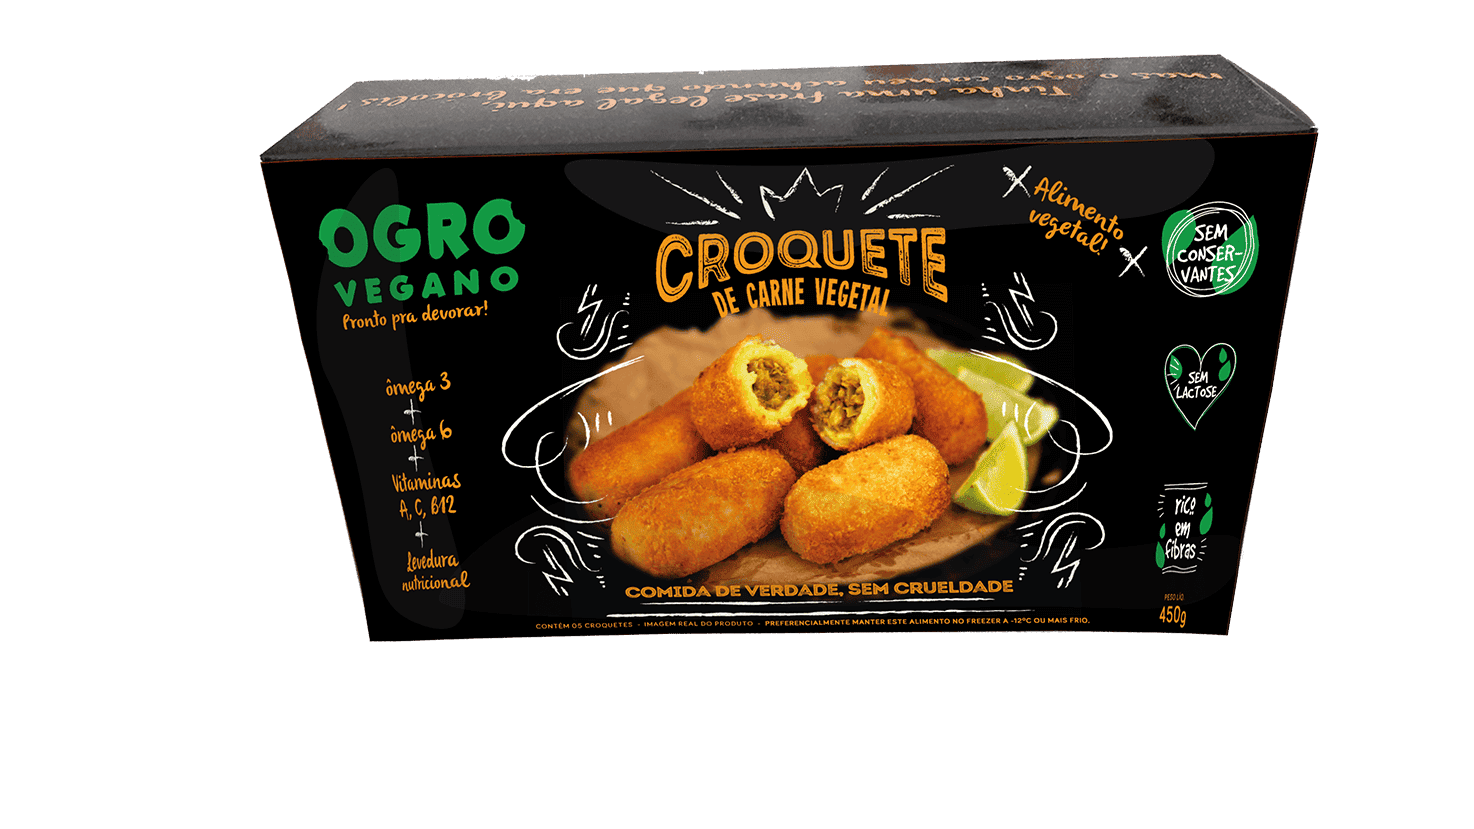 Tinha uma frase legal aqui,
mas o ogro comeu achando que era brócolis!
OGRO
VEGANO
Pronto pra devorar!
ômega 3
+
ômega 6
+
Vitaminas
A, C, B12
+
Levedura
nutricional
CROQUETE
DE CARNE VEGETAL
Alimento
vegetal!
SEM
CONSER-
VANTES
SEM
LACTOSE
rico
em
fibras
PESO LÍQ.
450g
COMIDA DE VERDADE, SEM CRUELDADE
CONTÉM 05 CROQUETES - IMAGEM REAL DO PRODUTO - PREFERENCIALMENTE MANTER ESTE ALIMENTO NO FREEZER A -12ºC OU MAIS FRIO.